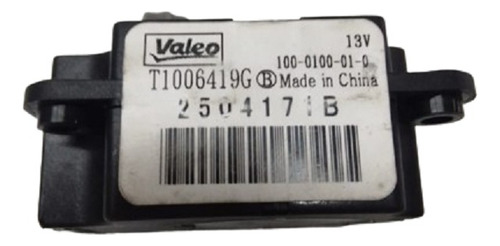 Valeo 13V
100-0100-01-0
T1006419G Ⓑ Made in China
2504171B